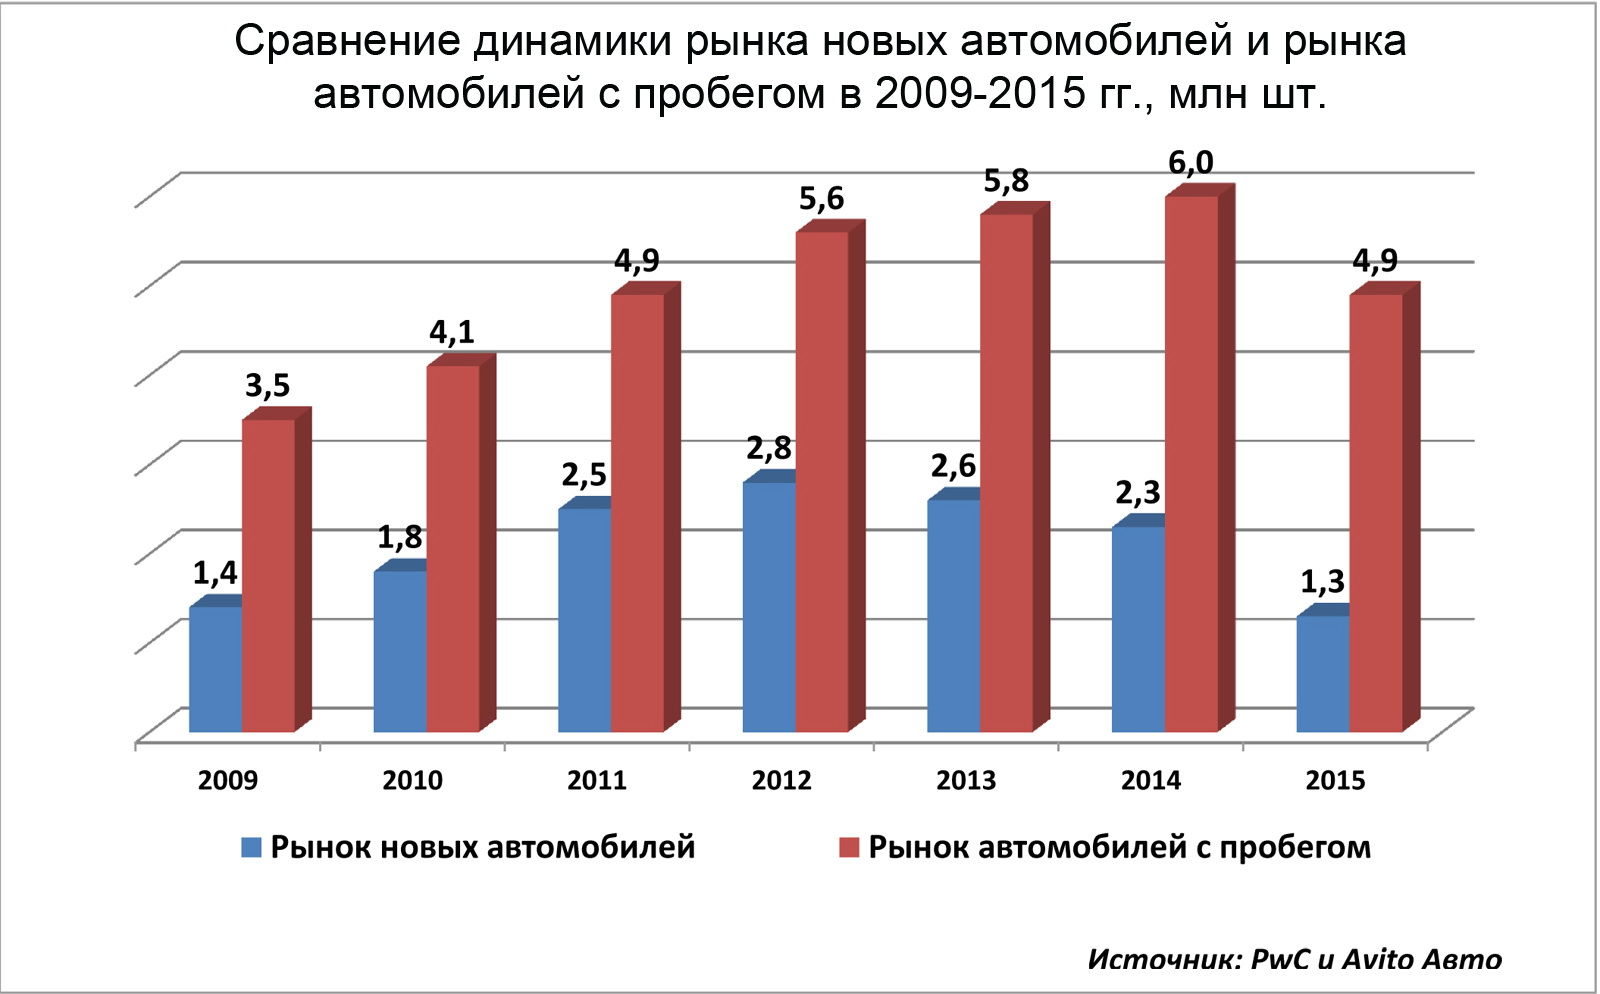 Сравнение динамики рынка новых автомобилей и рынка
автомобилей с пробегом в 2009-2015 гг., млн шт.
6,0
5,8
5,6
4,9
4,9
4,1
3,5
2,8
2,6
2,5
2,3
1,8
1,4
1,3
2009 2010 2011 2012 2013 2014 2015
Рынок новых автомобилей Рынок автомобилей с пробегом
Источник: PwC и Avito Авто